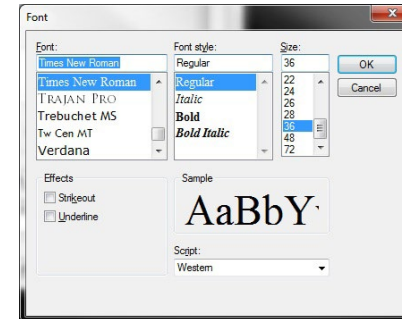 Font
Font:
Times New Roman
Times New Roman
Trajan Pro
Trebuchet MS
Tw Cen MT
Verdana
Font style:
Regular
Regular
Italic
Bold
Bold Italic
Size:
36
22
24
26
28
36
48
72
OK
Cancel
Effects
Strikeout
Underline
Sample
AaBbY
Script:
Western